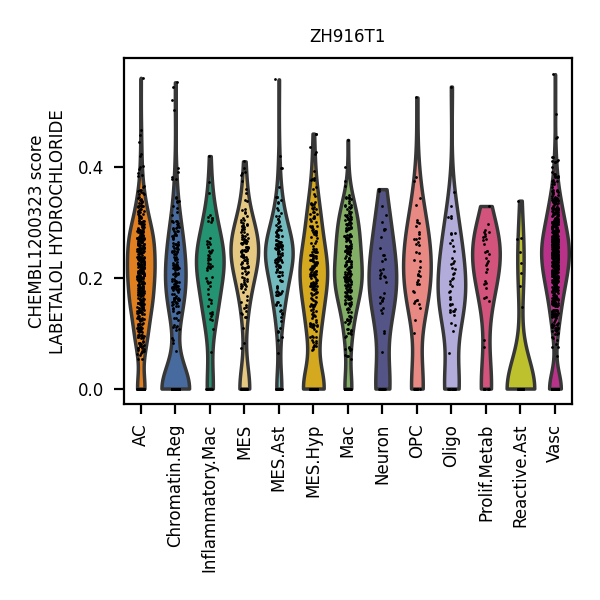 ZH916T1
CHEMBL1200323 score
LABETALOL HYDROCHLORIDE
0.4
0.2
0.0
AC
Chromatin.Reg
Inflammatory.Mac
MES
MES.Ast
MES.Hyp
Mac
Neuron
OPC
Oligo
Prolif.Metab
Reactive.Ast
Vasc